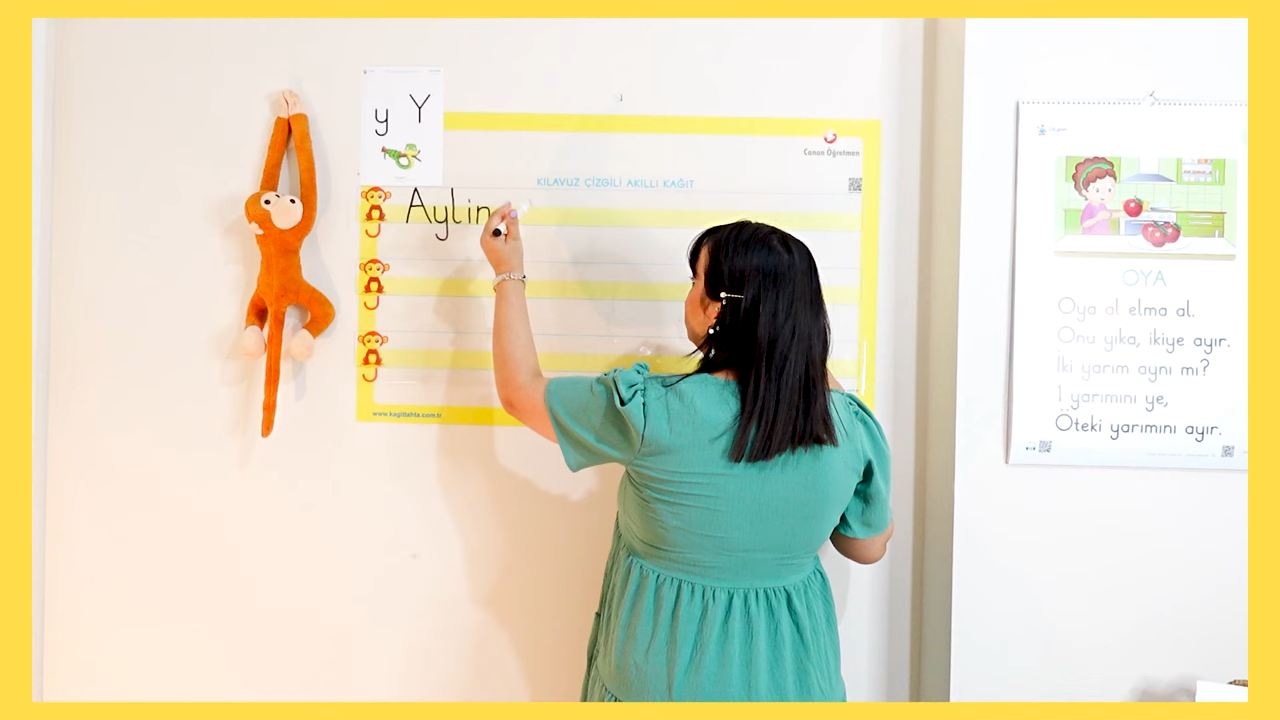 y Y
Canan Öğretmen
KILAVUZ ÇİZGİLİ AKILLI KAĞIT
Aylin
www.kagittahta.com.tr
OYA
Oya al elma al.
Onu yıka, ikiye ayır.
İki yarım aynı mı?
1 yarımını ye,
Öteki yarımını ayır.